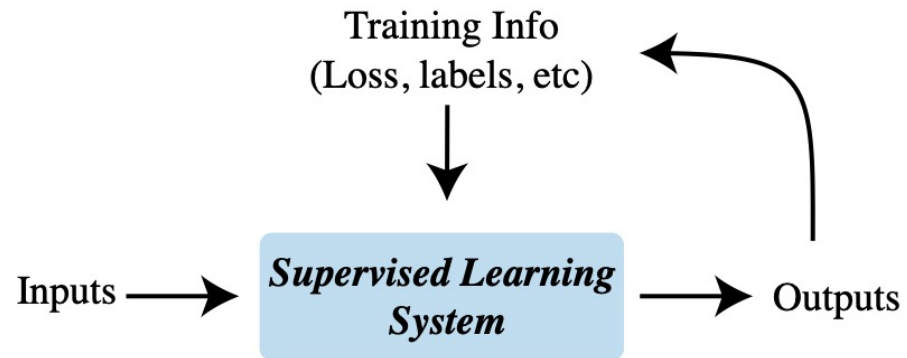 Training Info
(Loss, labels, etc)
Inputs
Supervised Learning
System
Outputs